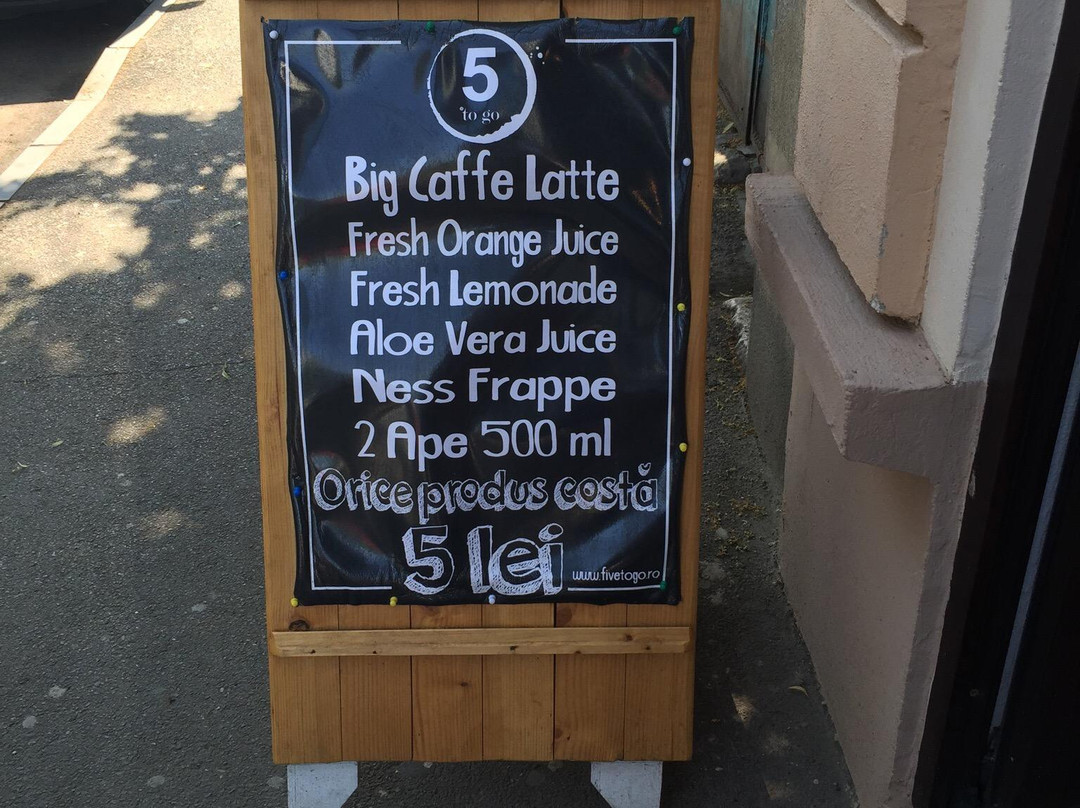 5
to go
Big Caffe Latte
Fresh Orange Juice
Fresh Lemonade
Aloe Vera Juice
Ness Frappe
2 Ape 500 ml
Orice produs costă
5 lei
www.fivetogo.ro